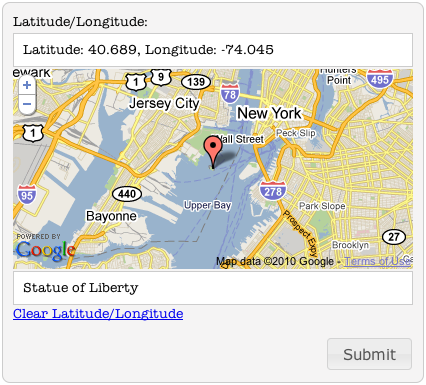 Latitude/Longitude:
Latitude: 40.689, Longitude: -74.045
ewark
1
9
139
Hunters
Point
495
+
-
78
Jersey City
New York
1
Wall Street
Peck Slip
95
440
278
Upper Bay
Park Slope
Bayonne
Prospect Expy
27
Brooklyn
POWERED BY
Google
Map data ©2010 Google - Terms of Use
Statue of Liberty
Clear Latitude/Longitude
Submit